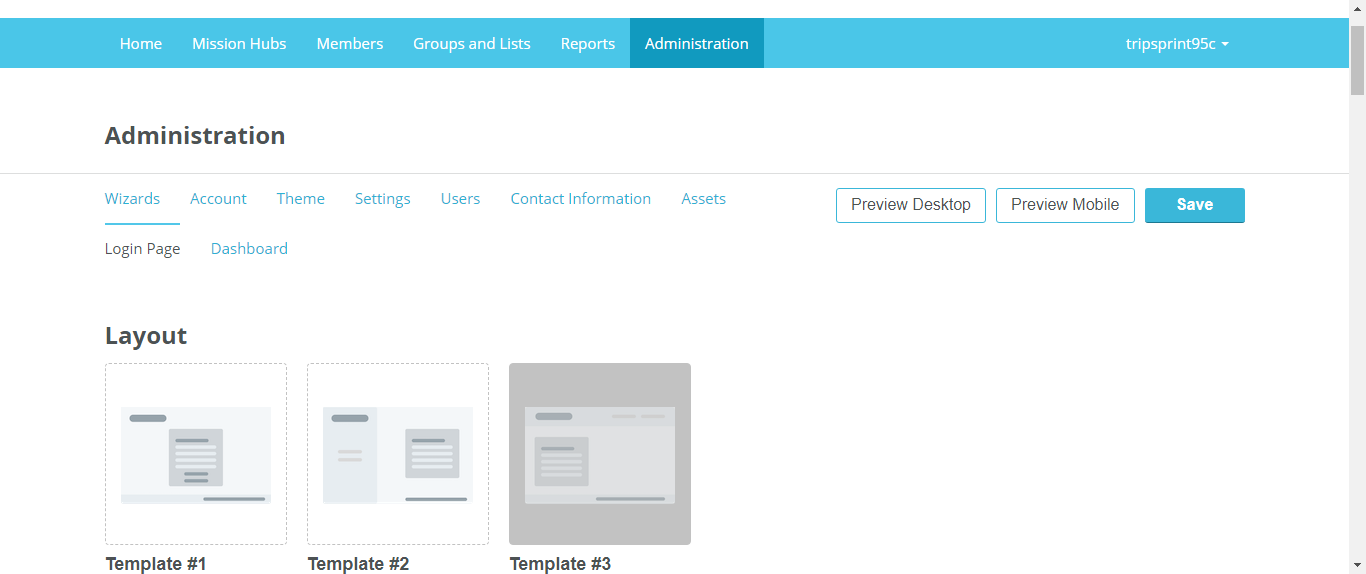 Home Mission Hubs Members Groups and Lists Reports Administration tripsprint95c
Administration
Wizards Account Theme Settings Users Contact Information Assets Preview Desktop Preview Mobile Save
Login Page Dashboard
Layout
Template #1 Template #2 Template #3